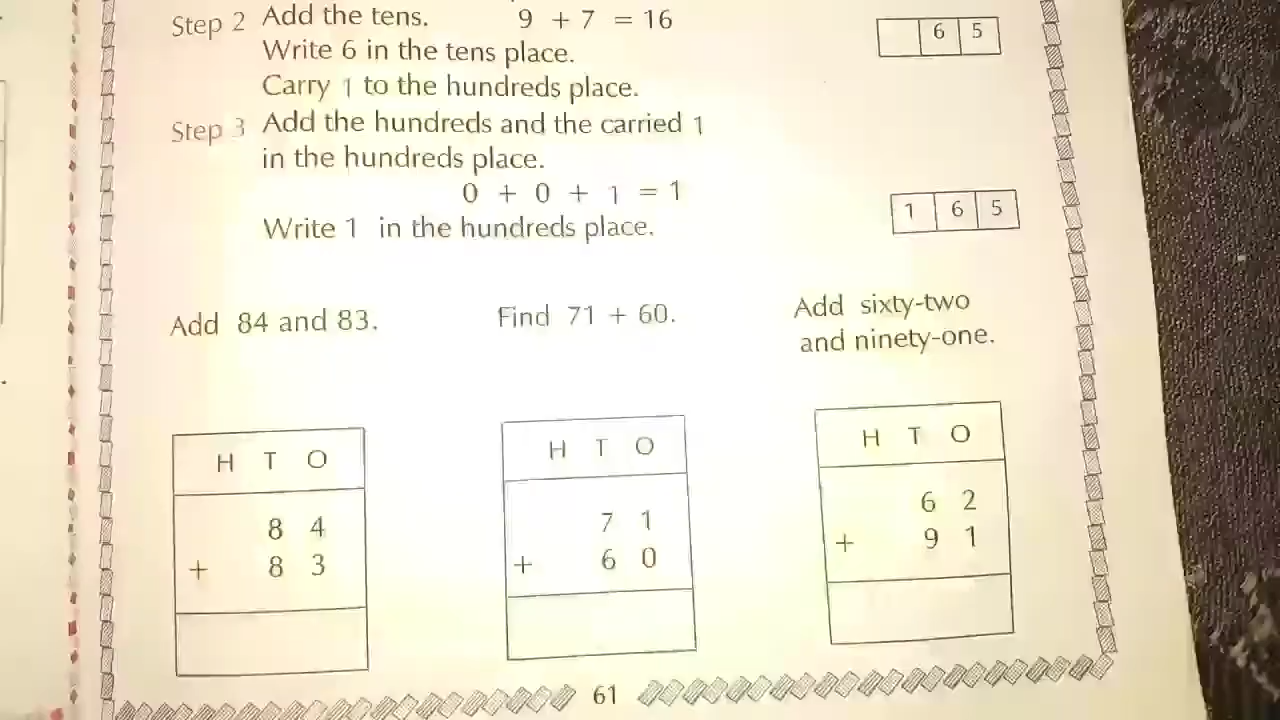 Step 2 Add the tens. 9 + 7 = 16
6 5
Write 6 in the tens place.
Carry 1 to the hundreds place.
Step 3 Add the hundreds and the carried 1
in the hundreds place.
0 + 0 + 1 = 1
1 6 5
Write 1 in the hundreds place.
Add 84 and 83.
Find 71 + 60.
Add sixty-two
and ninety-one.
H T O
8 4
+ 8 3
H T O
7 1
+ 6 0
H T O
6 2
+ 9 1
61